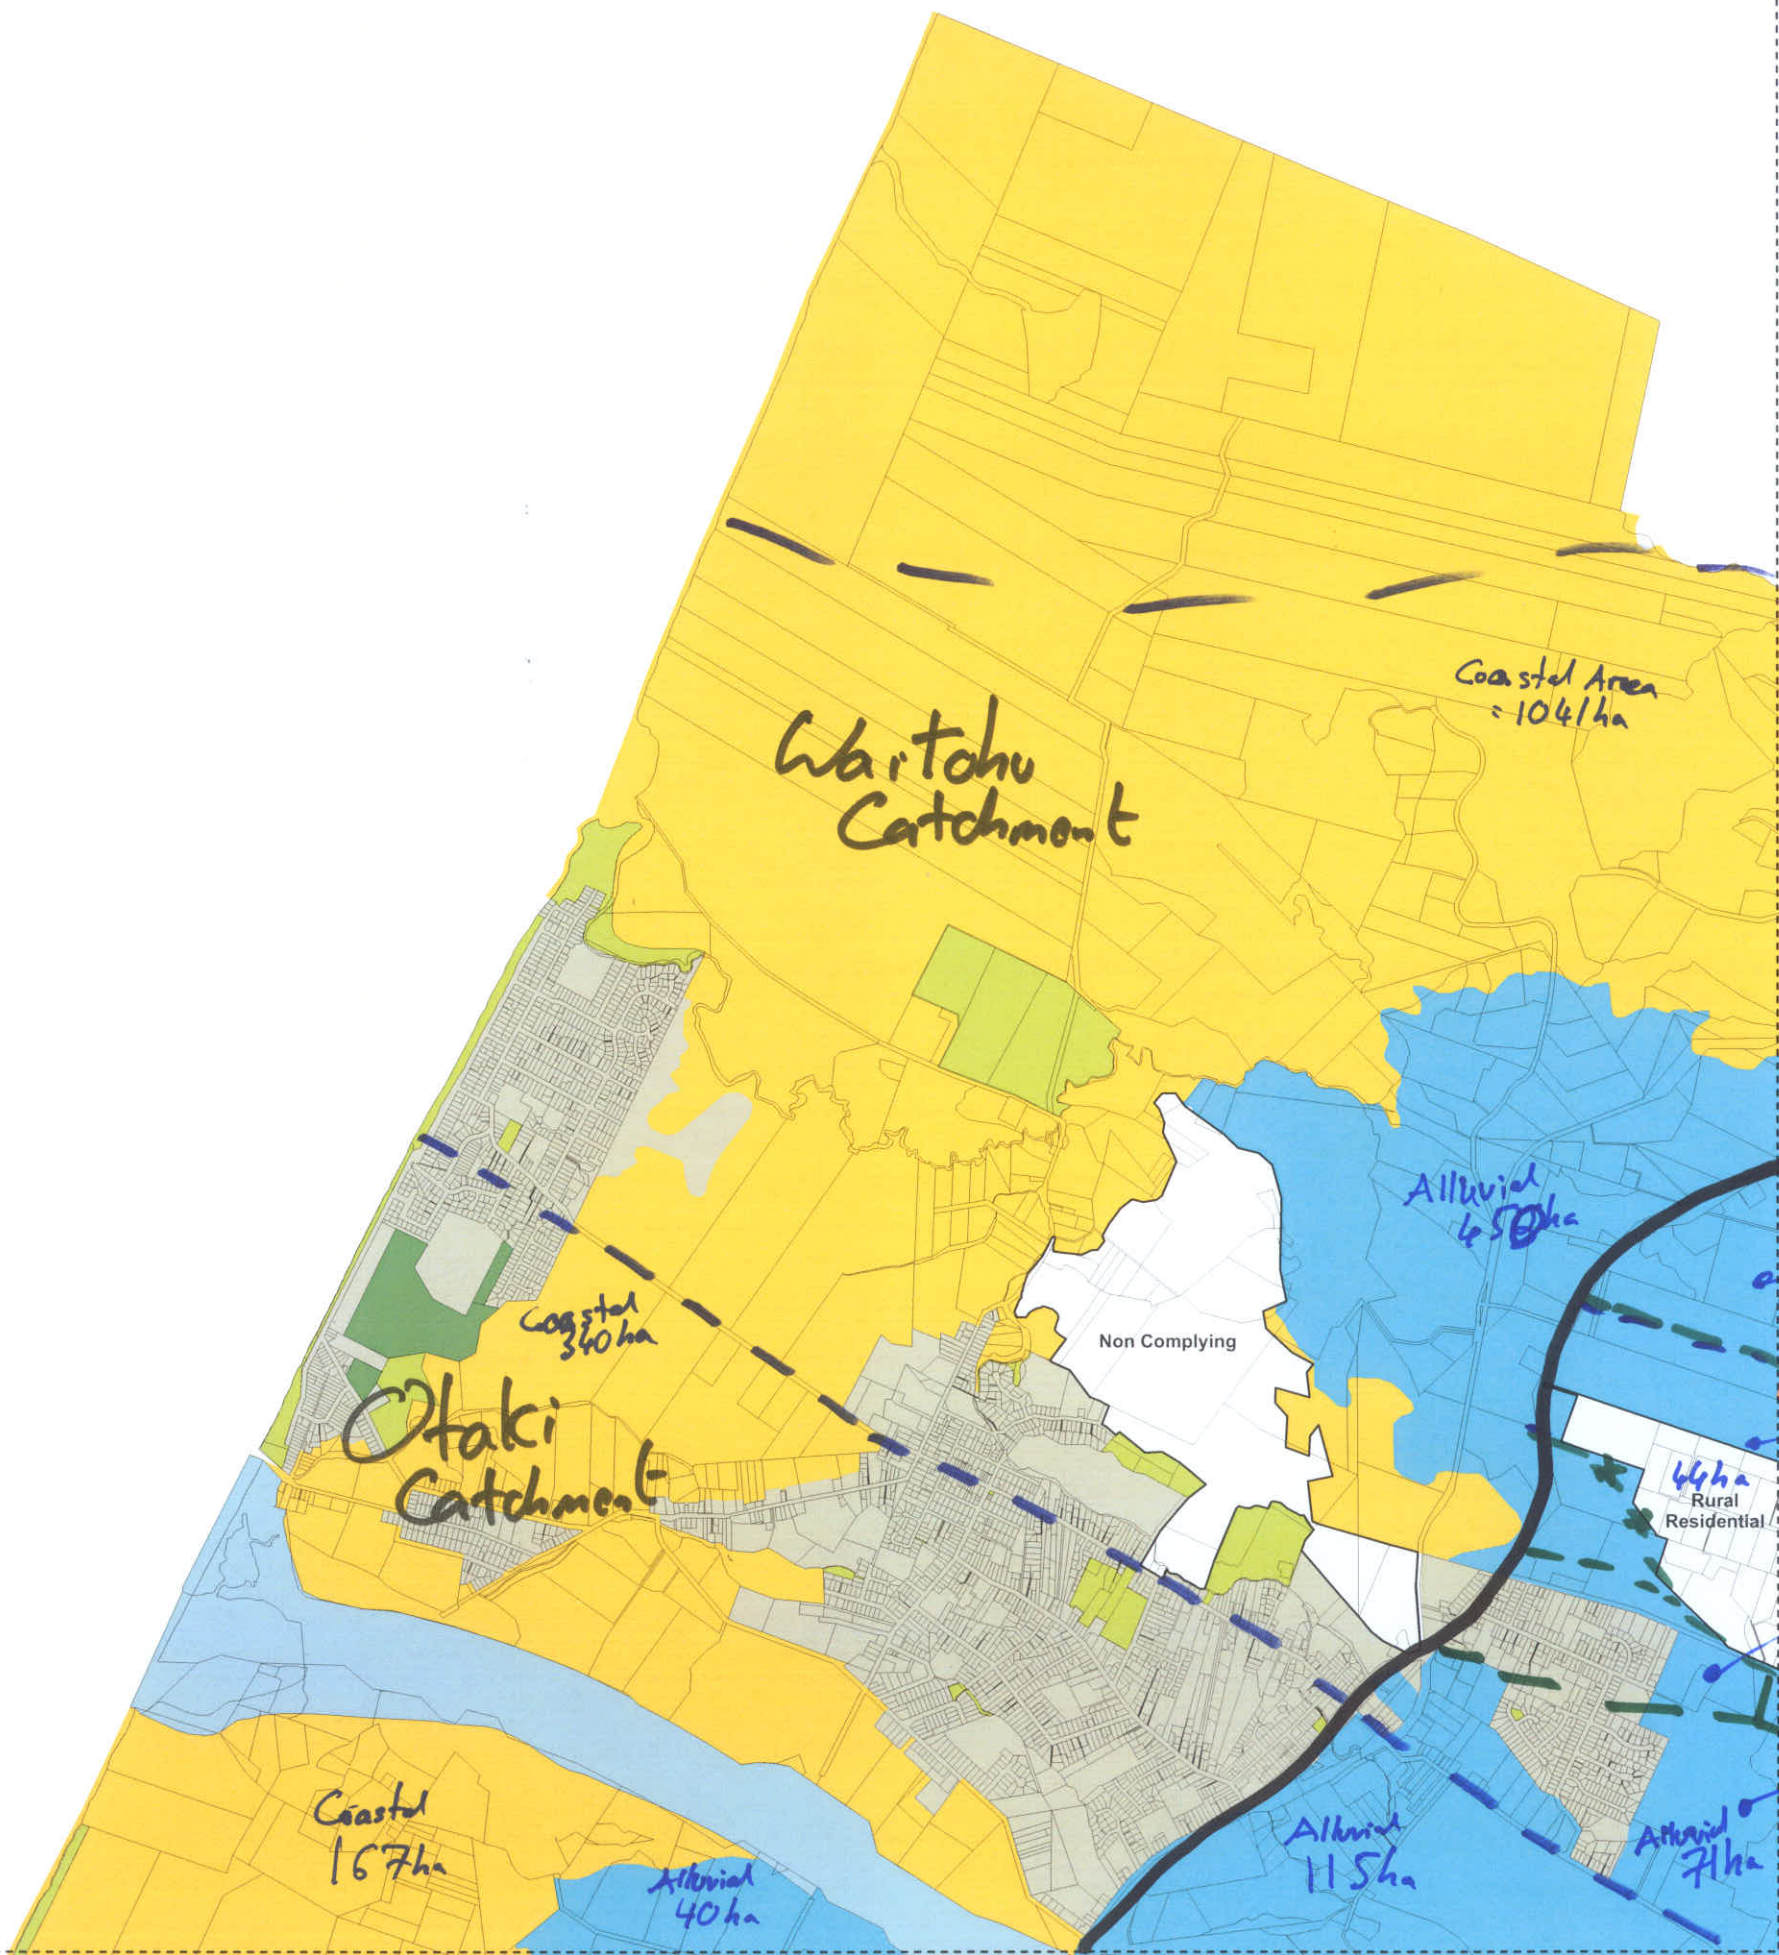 Coastal Area
= 1041ha
Waitohu
Catchment
Alluvial
450ha
Coastal
340ha
Non Complying
Otaki
Catchment
44ha
Rural
Residential
Coastal
167ha
Alluvial
40ha
Alluvial
115ha
Alluvial
71ha